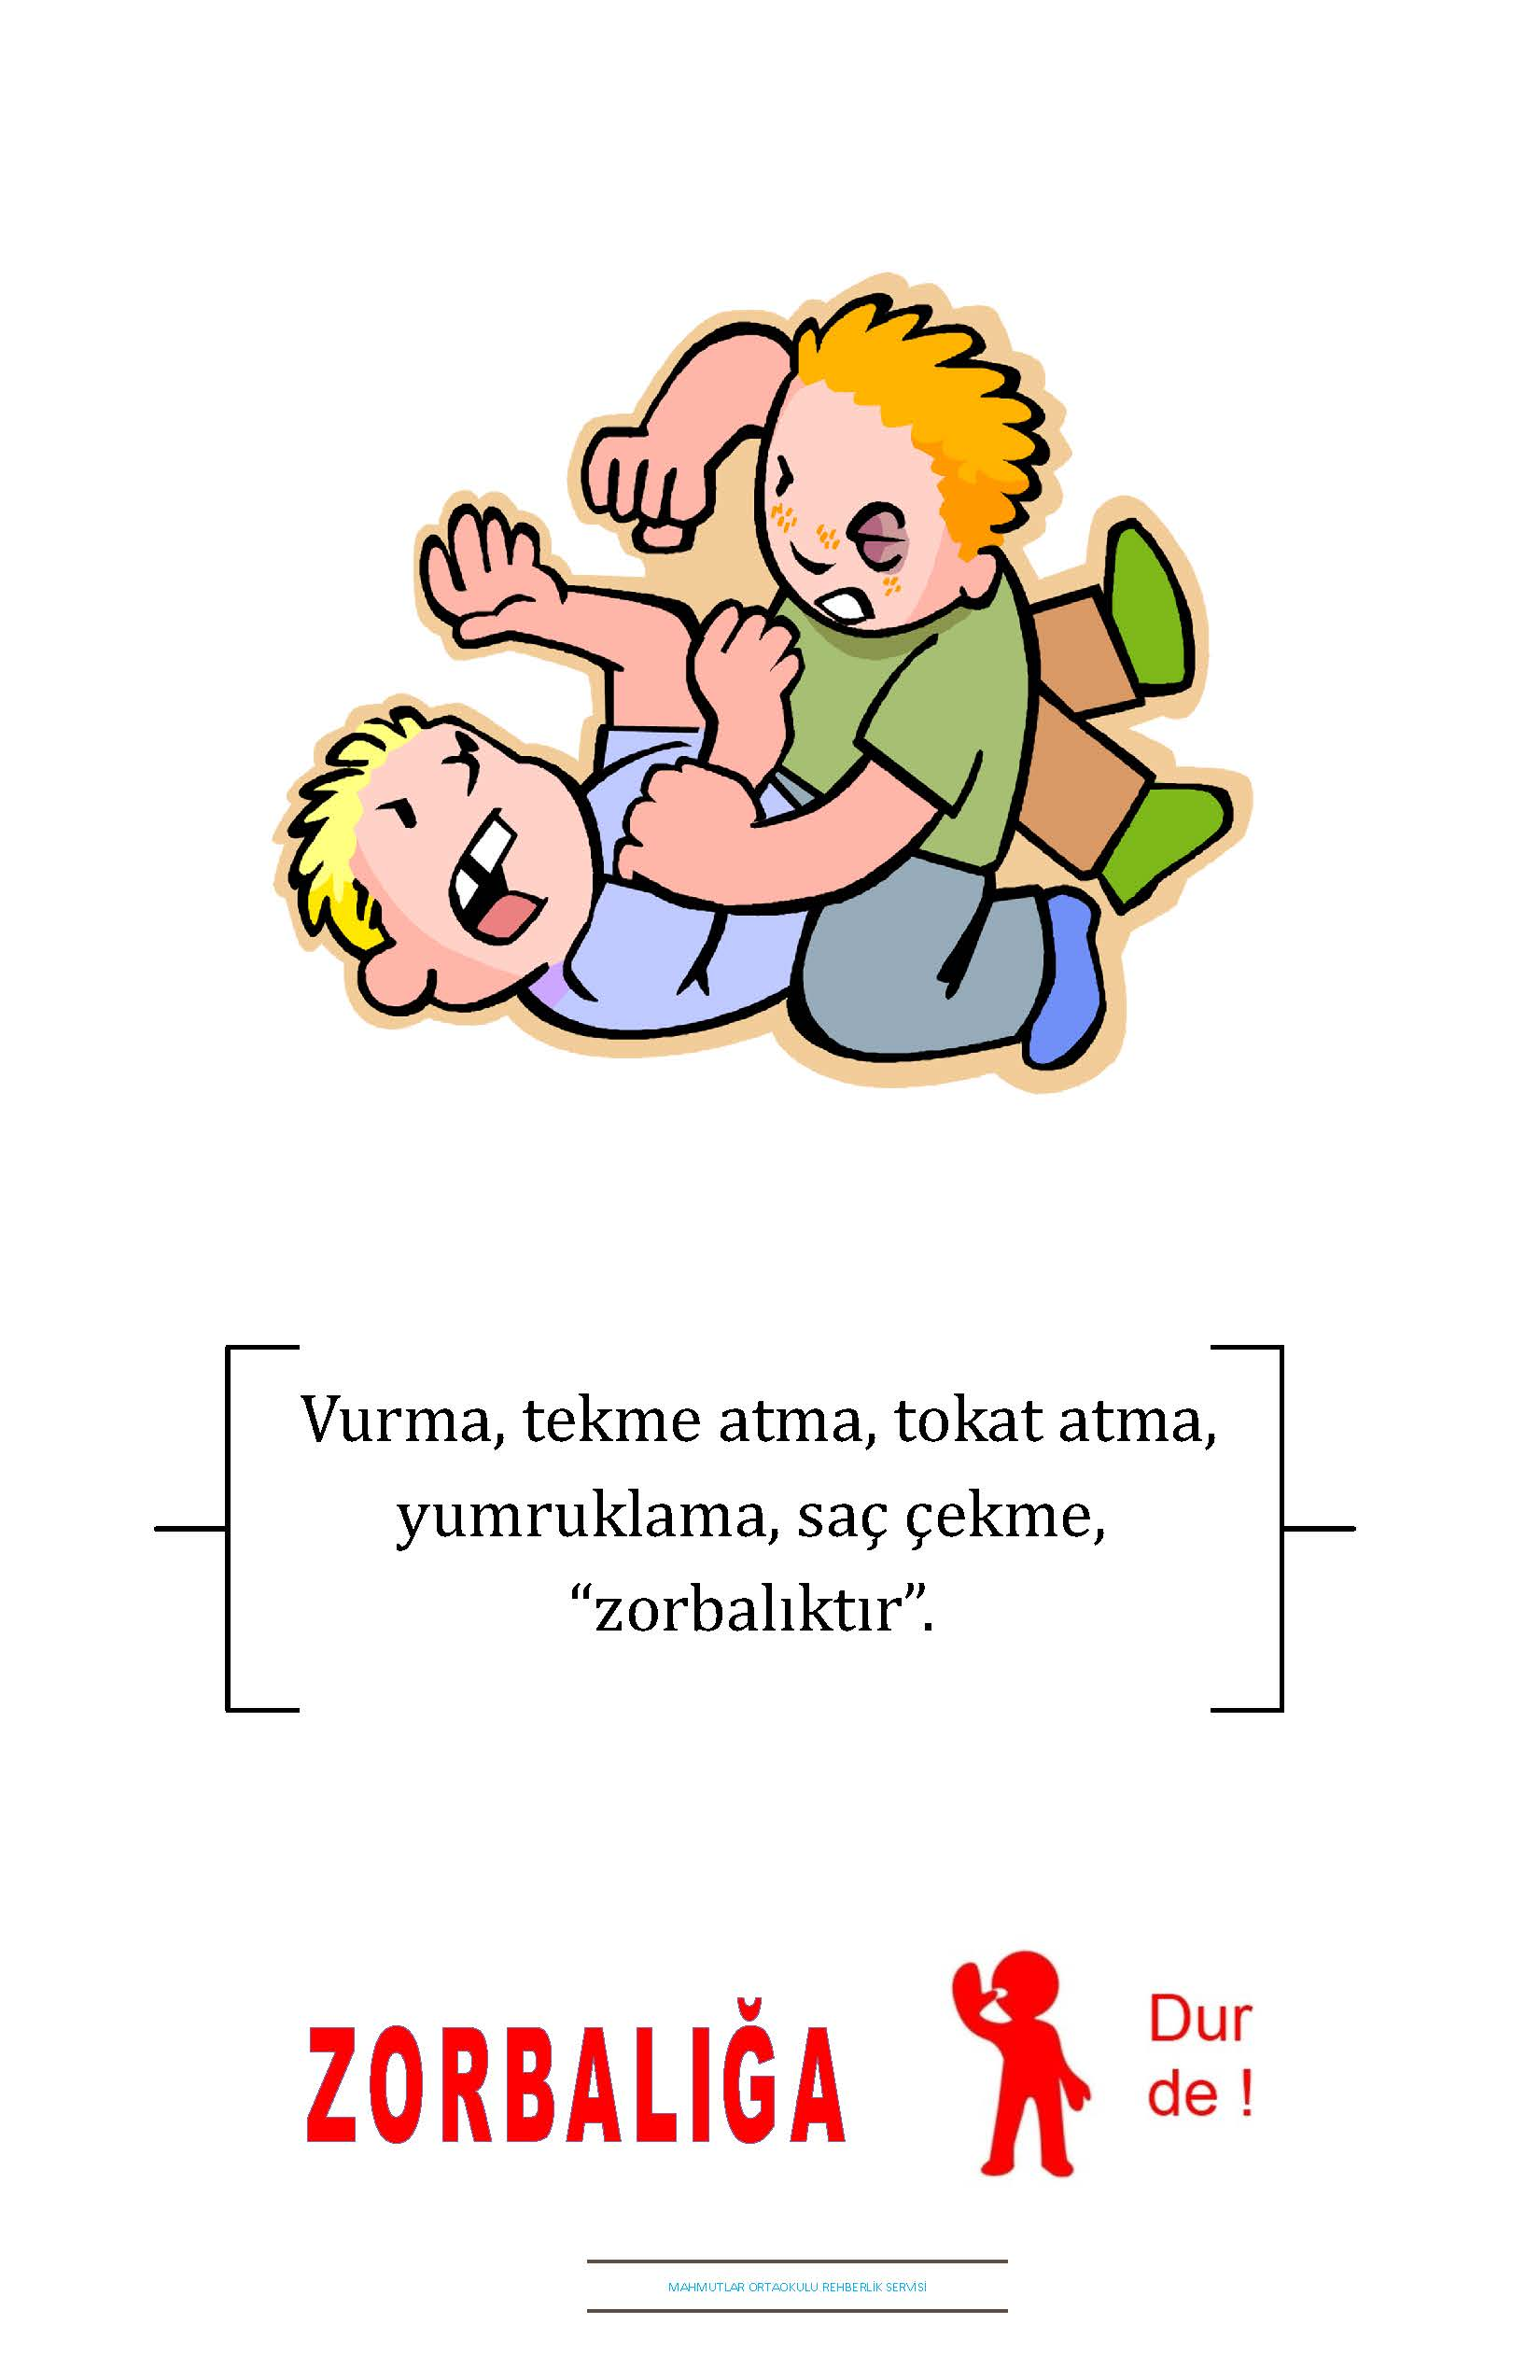 Vurma, tekme atma, tokat atma,
yumruklama, saç çekme,
“zorbalıktır”.
ZORBALIĞA
Dur
de !
MAHMUTLAR ORTAOKULU REHBERLİK SERVİSİ